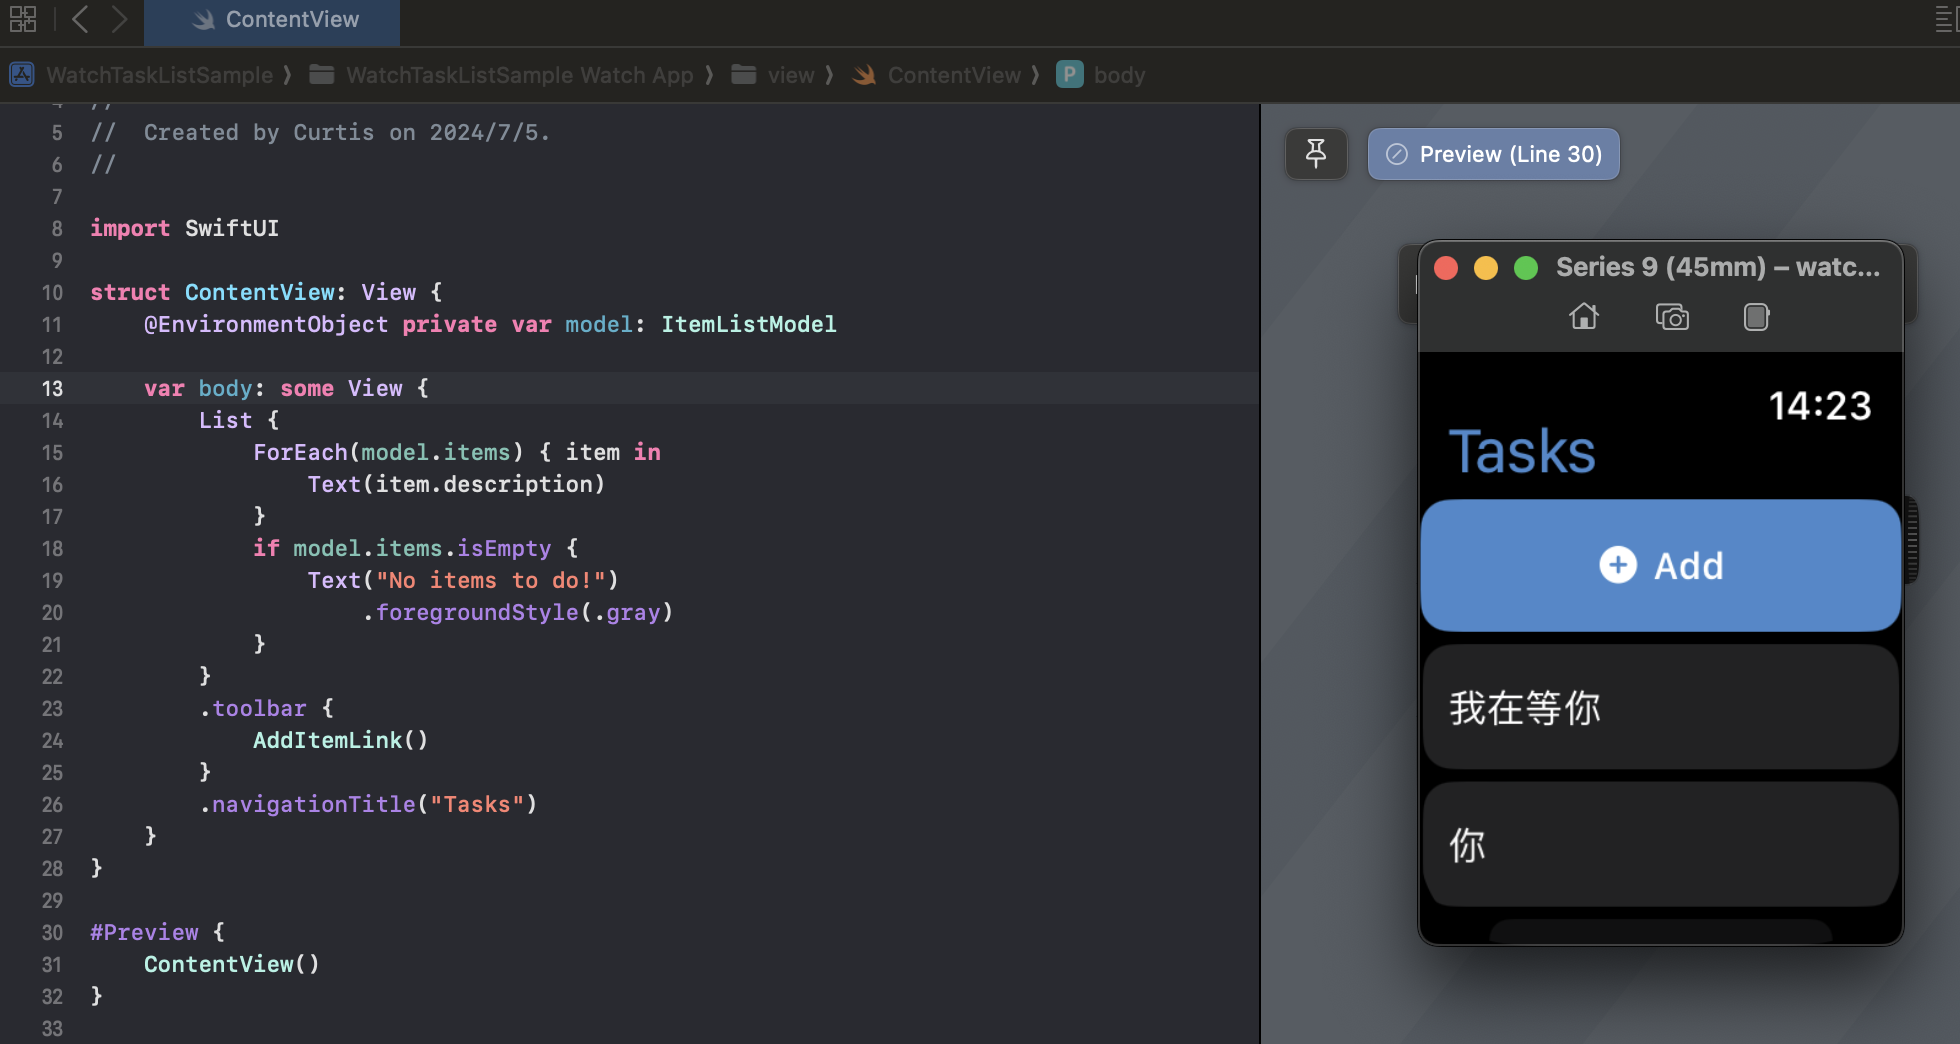 ContentView
WatchTaskListSample ⟩ WatchTaskListSample Watch App ⟩ view ⟩ ContentView ⟩ P body
4 //
5 //  Created by Curtis on 2024/7/5.
6 //
7
8 import SwiftUI
9
10 struct ContentView: View {
11     @EnvironmentObject private var model: ItemListModel
12
13     var body: some View {
14         List {
15             ForEach(model.items) { item in
16                 Text(item.description)
17             }
18             if model.items.isEmpty {
19                 Text("No items to do!")
20                     .foregroundStyle(.gray)
21             }
22         }
23         .toolbar {
24             AddItemLink()
25         }
26         .navigationTitle("Tasks")
27     }
28 }
29
30 #Preview {
31     ContentView()
32 }
33
Preview (Line 30)
Series 9 (45mm) – watc...
14:23
Tasks
Add
我在等你
你